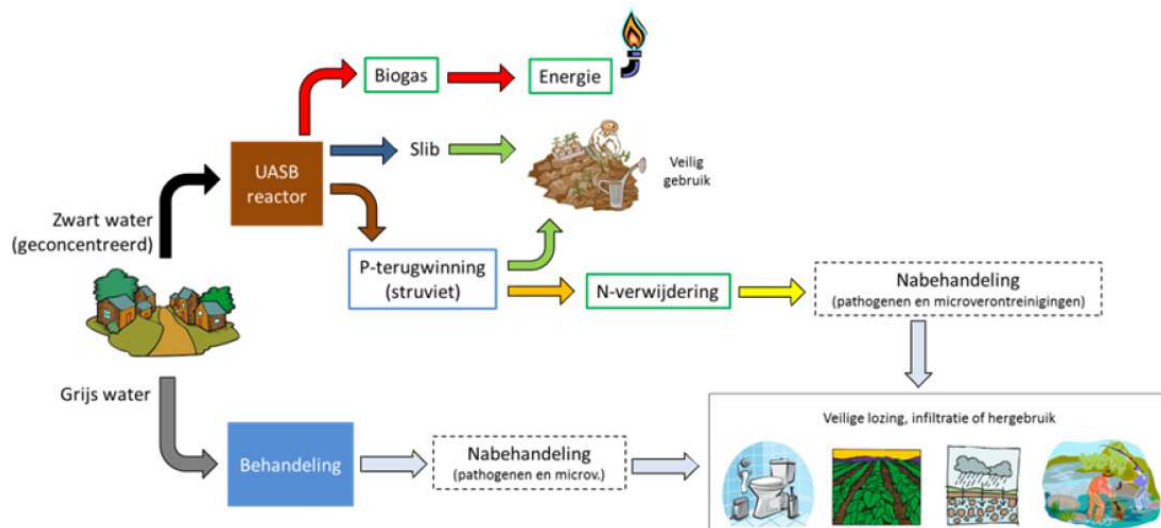 Biogas
Energie
UASB
reactor
Slib
Veilig
gebruik
Zwart water
(geconcentreerd)
P-terugwinning
(struviet)
N-verwijdering
Nabehandeling
(pathogenen en microverontreinigingen)
Grijs water
Behandeling
Nabehandeling
(pathogenen en microv.)
Veilige lozing, infiltratie of hergebruik